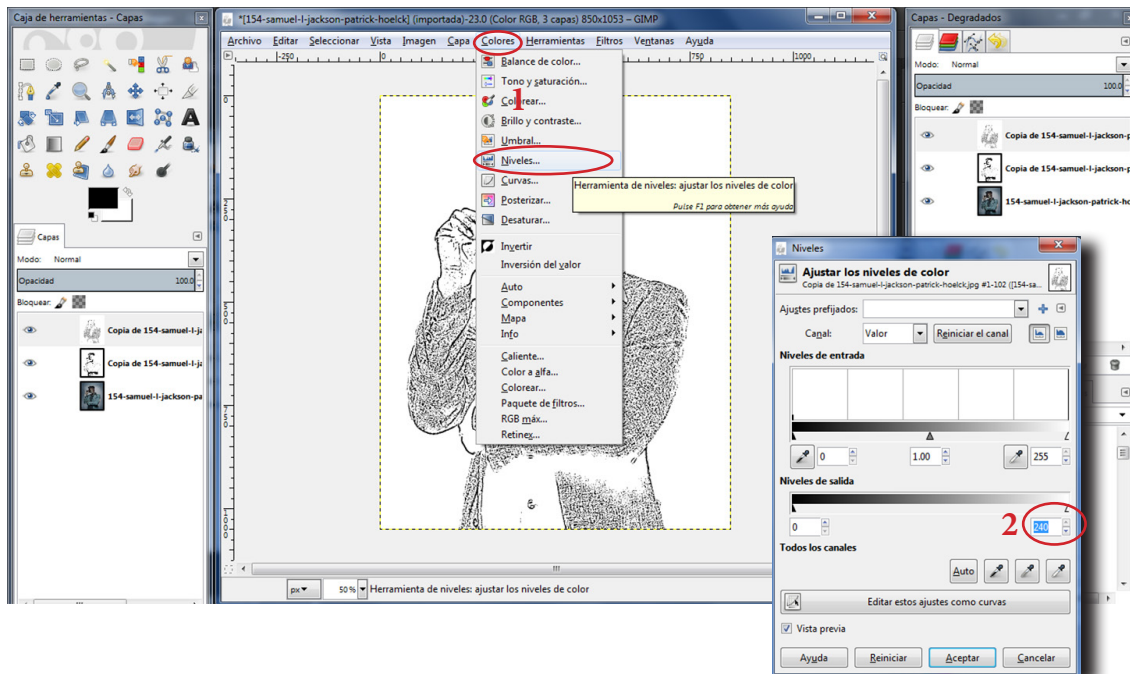 Caja de herramientas - Capas
*[154-samuel-l-jackson-patrick-hoelck] (importada)-23.0 (Color RGB, 3 capas) 850x1053 – GIMP
Archivo Editar Seleccionar Vista Imagen Capa Colores Herramientas Filtros Ventanas Ayuda
-250 0 750 1000
Balance de color...
Tono y saturación...
1
Colorear...
Brillo y contraste...
Umbral...
Niveles...
Curvas...
Posterizar...
Desaturar...
Invertir
Inversión del valor
Auto
Componentes
Mapa
Info
Caliente...
Color a alfa...
Colorear...
Paquete de filtros...
RGB máx...
Retinex...
Herramienta de niveles: ajustar los niveles de color
Pulse F1 para obtener más ayuda
0
250
500
750
1000
px 50 % Herramienta de niveles: ajustar los niveles de color
Capas
Modo: Normal
Opacidad 100.0
Bloquear:
Copia de 154-samuel-l-ja
Copia de 154-samuel-l-ja
154-samuel-l-jackson-pa
Capas - Degradados
Modo: Normal
Opacidad 100.0
Bloquear:
Copia de 154-samuel-l-jackson-p
Copia de 154-samuel-l-jackson-p
154-samuel-l-jackson-patrick-ho
Niveles
Ajustar los niveles de color
Copia de 154-samuel-l-jackson-patrick-hoelck.jpg #1-102 ([154-sa...
Ajustes prefijados:
Canal: Valor Reiniciar el canal
Niveles de entrada
0 1.00 255
Niveles de salida
0 2 240
Todos los canales
Auto
Editar estos ajustes como curvas
Vista previa
Ayuda Reiniciar Aceptar Cancelar